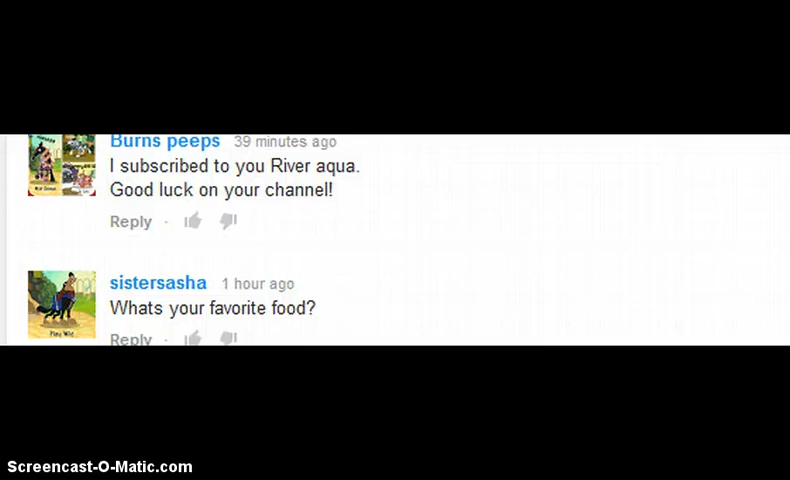 Burns peeps 39 minutes ago
I subscribed to you River aqua.
Good luck on your channel!
Reply ·
sistersasha 1 hour ago
Whats your favorite food?
Reply ·
Screencast-O-Matic.com